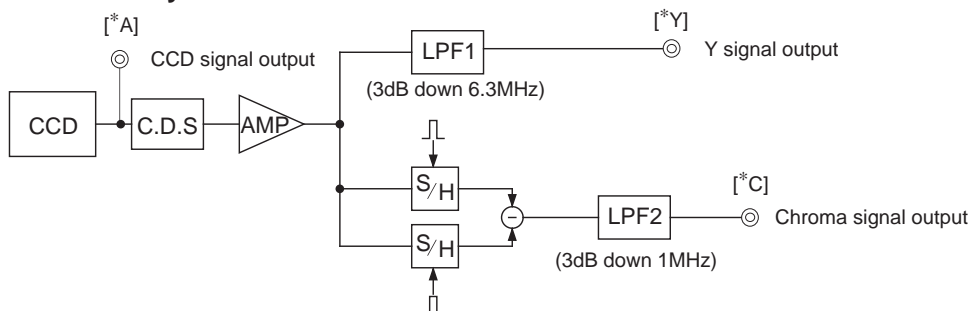 [*A]
[*Y]
CCD signal output
LPF1
Y signal output
(3dB down 6.3MHz)
CCD
C.D.S
AMP
S/H
[*C]
LPF2
Chroma signal output
S/H
(3dB down 1MHz)